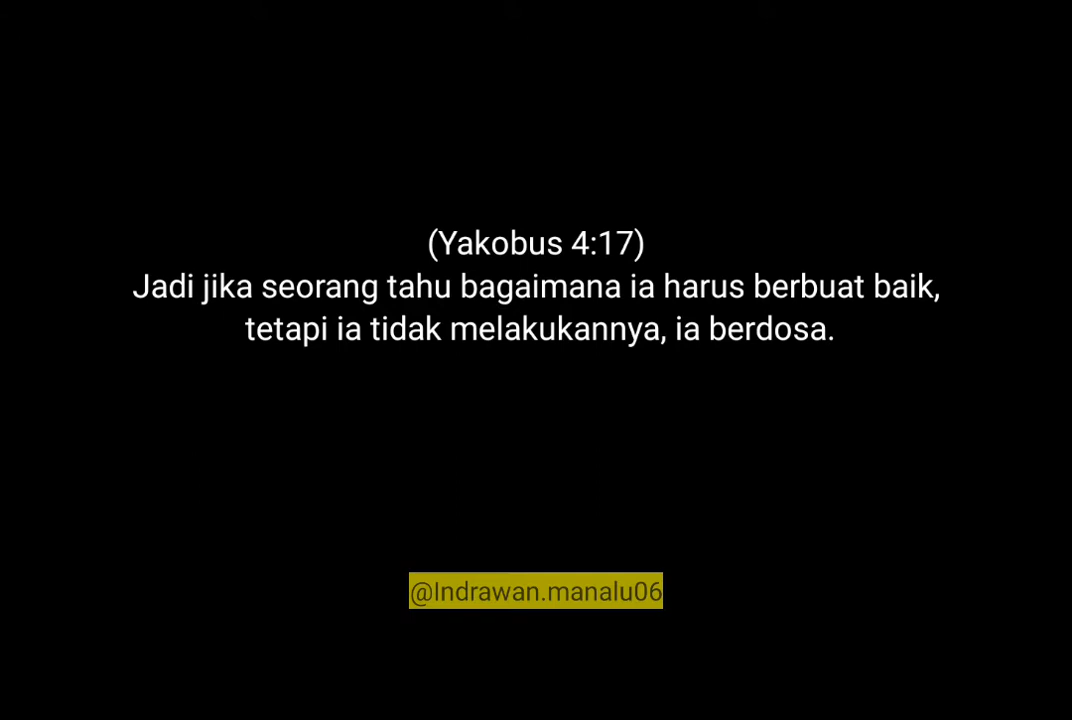 (Yakobus 4:17)
Jadi jika seorang tahu bagaimana ia harus berbuat baik,
tetapi ia tidak melakukannya, ia berdosa.
@Indrawan.manalu06